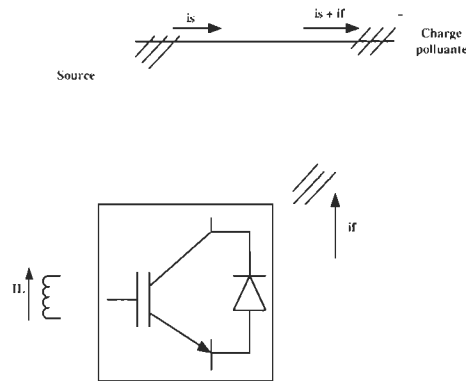 is
is + if
Charge
polluante
Source
if
IL